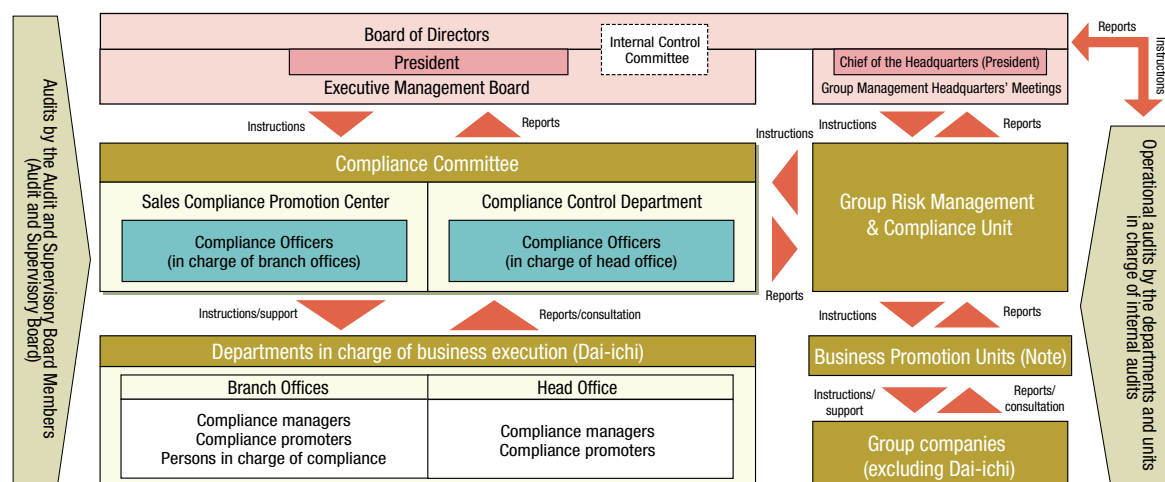 Board of Directors
Internal Control
Committee
President
Executive Management Board
Chief of the Headquarters (President)
Group Management Headquarters' Meetings
Reports
Instructions
Audits by the Audit and Supervisory Board Members
(Audit and Supervisory Board)
Instructions
Reports
Instructions
Instructions
Reports
Compliance Committee
Sales Compliance Promotion Center
Compliance Officers
(in charge of branch offices)
Compliance Control Department
Compliance Officers
(in charge of head office)
Reports
Group Risk Management
& Compliance Unit
Operational audits by the departments and units
in charge of internal audits
Instructions/support
Reports/consultation
Instructions
Reports
Departments in charge of business execution (Dai-ichi)
Branch Offices
Compliance managers
Compliance promoters
Persons in charge of compliance
Head Office
Compliance managers
Compliance promoters
Business Promotion Units (Note)
Instructions/
support
Reports/
consultation
Group companies
(excluding Dai-ichi)